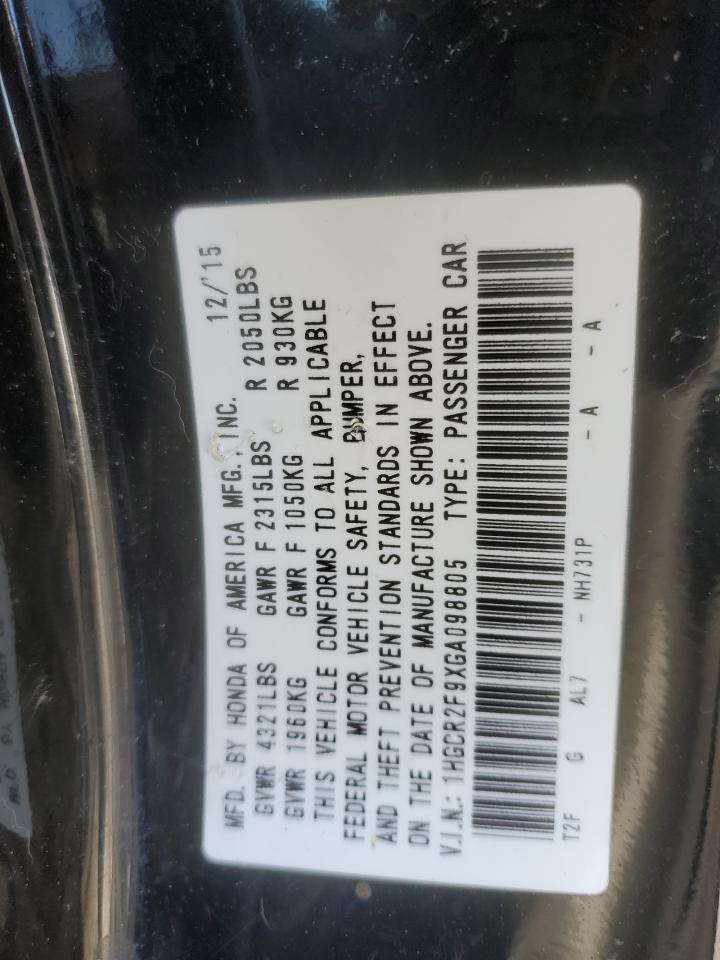 MFD. BY HONDA OF AMERICA MFG., INC. 12/'15
GVWR 4321LBS GAWR F 2315LBS R 2050LBS
GVWR 1960KG GAWR F 1050KG R 930KG
THIS VEHICLE CONFORMS TO ALL APPLICABLE
FEDERAL MOTOR VEHICLE SAFETY, BUMPER,
AND THEFT PREVENTION STANDARDS IN EFFECT
ON THE DATE OF MANUFACTURE SHOWN ABOVE.
V.I.N.: 1HGCR2F9XGA098805 TYPE: PASSENGER CAR
T2F G AL7 - NH731P - A - A